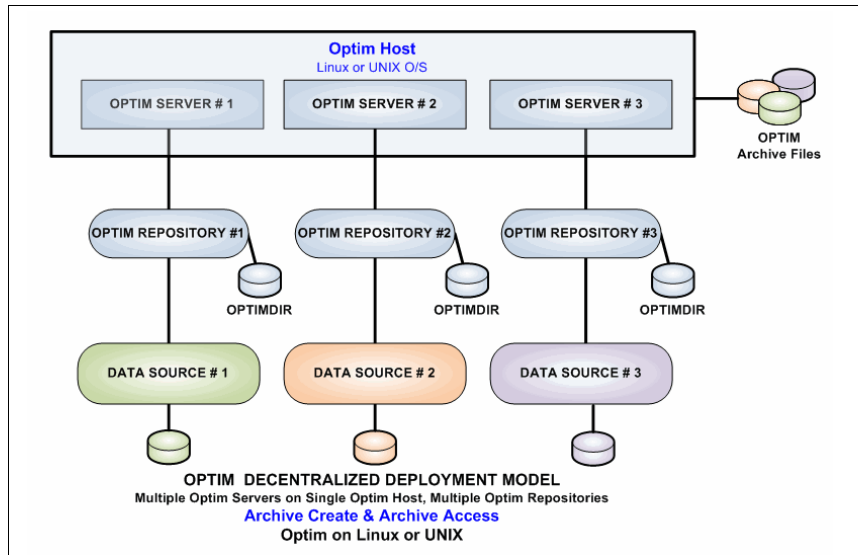 Optim Host
Linux or UNIX O/S
OPTIM SERVER # 1
OPTIM SERVER # 2
OPTIM SERVER # 3
OPTIM
Archive Files
OPTIM REPOSITORY #1
OPTIM REPOSITORY #2
OPTIM REPOSITORY #3
OPTIMDIR
OPTIMDIR
OPTIMDIR
DATA SOURCE # 1
DATA SOURCE # 2
DATA SOURCE # 3
OPTIM DECENTRALIZED DEPLOYMENT MODEL
Multiple Optim Servers on Single Optim Host, Multiple Optim Repositories
Archive Create & Archive Access
Optim on Linux or UNIX